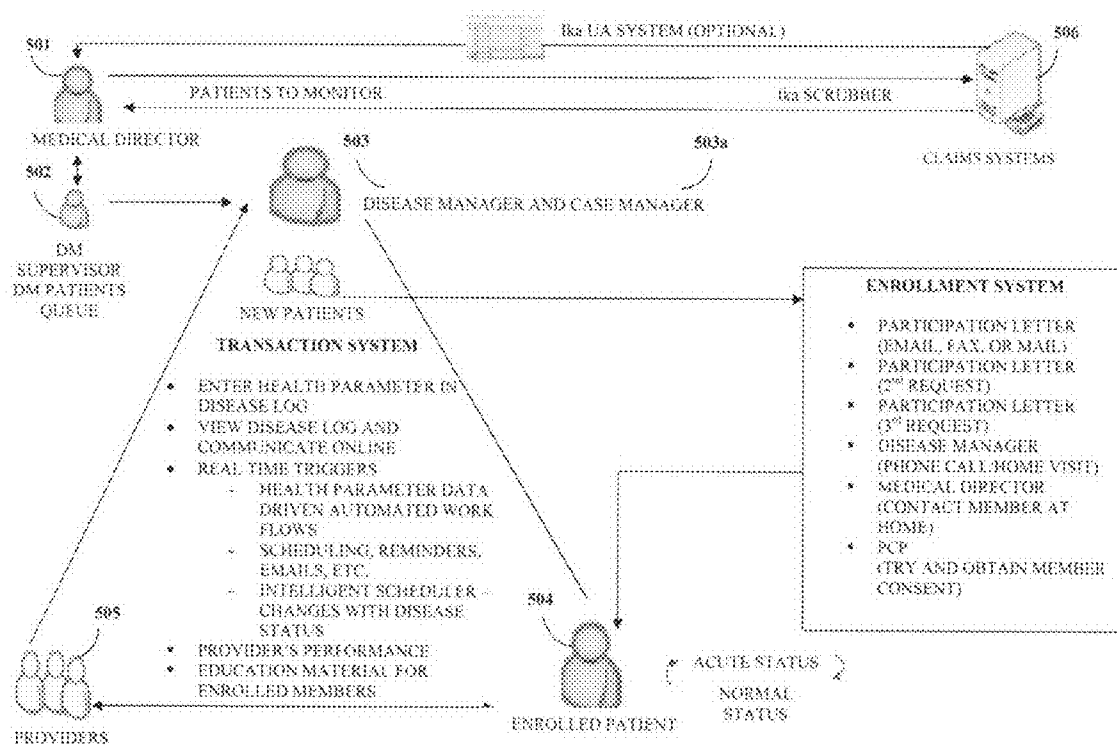 Ika UA SYSTEM (OPTIONAL)
501
506
PATIENTS TO MONITOR
Ika SCRUBBER
MEDICAL DIRECTOR
503
503a
CLAIMS SYSTEMS
502
DISEASE MANAGER AND CASE MANAGER
DM
SUPERVISOR
DM PATIENTS
QUEUE
NEW PATIENTS
TRANSACTION SYSTEM
• ENTER HEALTH PARAMETER IN
DISEASE LOG
• VIEW DISEASE LOG AND
COMMUNICATE ONLINE
• REAL TIME TRIGGERS
- HEALTH PARAMETER DATA
DRIVEN AUTOMATED WORK
FLOWS
- SCHEDULING, REMINDERS,
EMAILS, ETC.
- INTELLIGENT SCHEDULER –
CHANGES WITH DISEASE
STATUS
• PROVIDER'S PERFORMANCE
• EDUCATION MATERIAL FOR
ENROLLED MEMBERS
ENROLLMENT SYSTEM
• PARTICIPATION LETTER
(EMAIL, FAX, OR MAIL)
• PARTICIPATION LETTER
(2ND REQUEST)
• PARTICIPATION LETTER
(3RD REQUEST)
• DISEASE MANAGER
(PHONE CALL/HOME VISIT)
• MEDICAL DIRECTOR
(CONTACT MEMBER AT
HOME)
• PCP
(TRY AND OBTAIN MEMBER
CONSENT)
505
504
PROVIDERS
ENROLLED PATIENT
ACUTE STATUS
NORMAL
STATUS